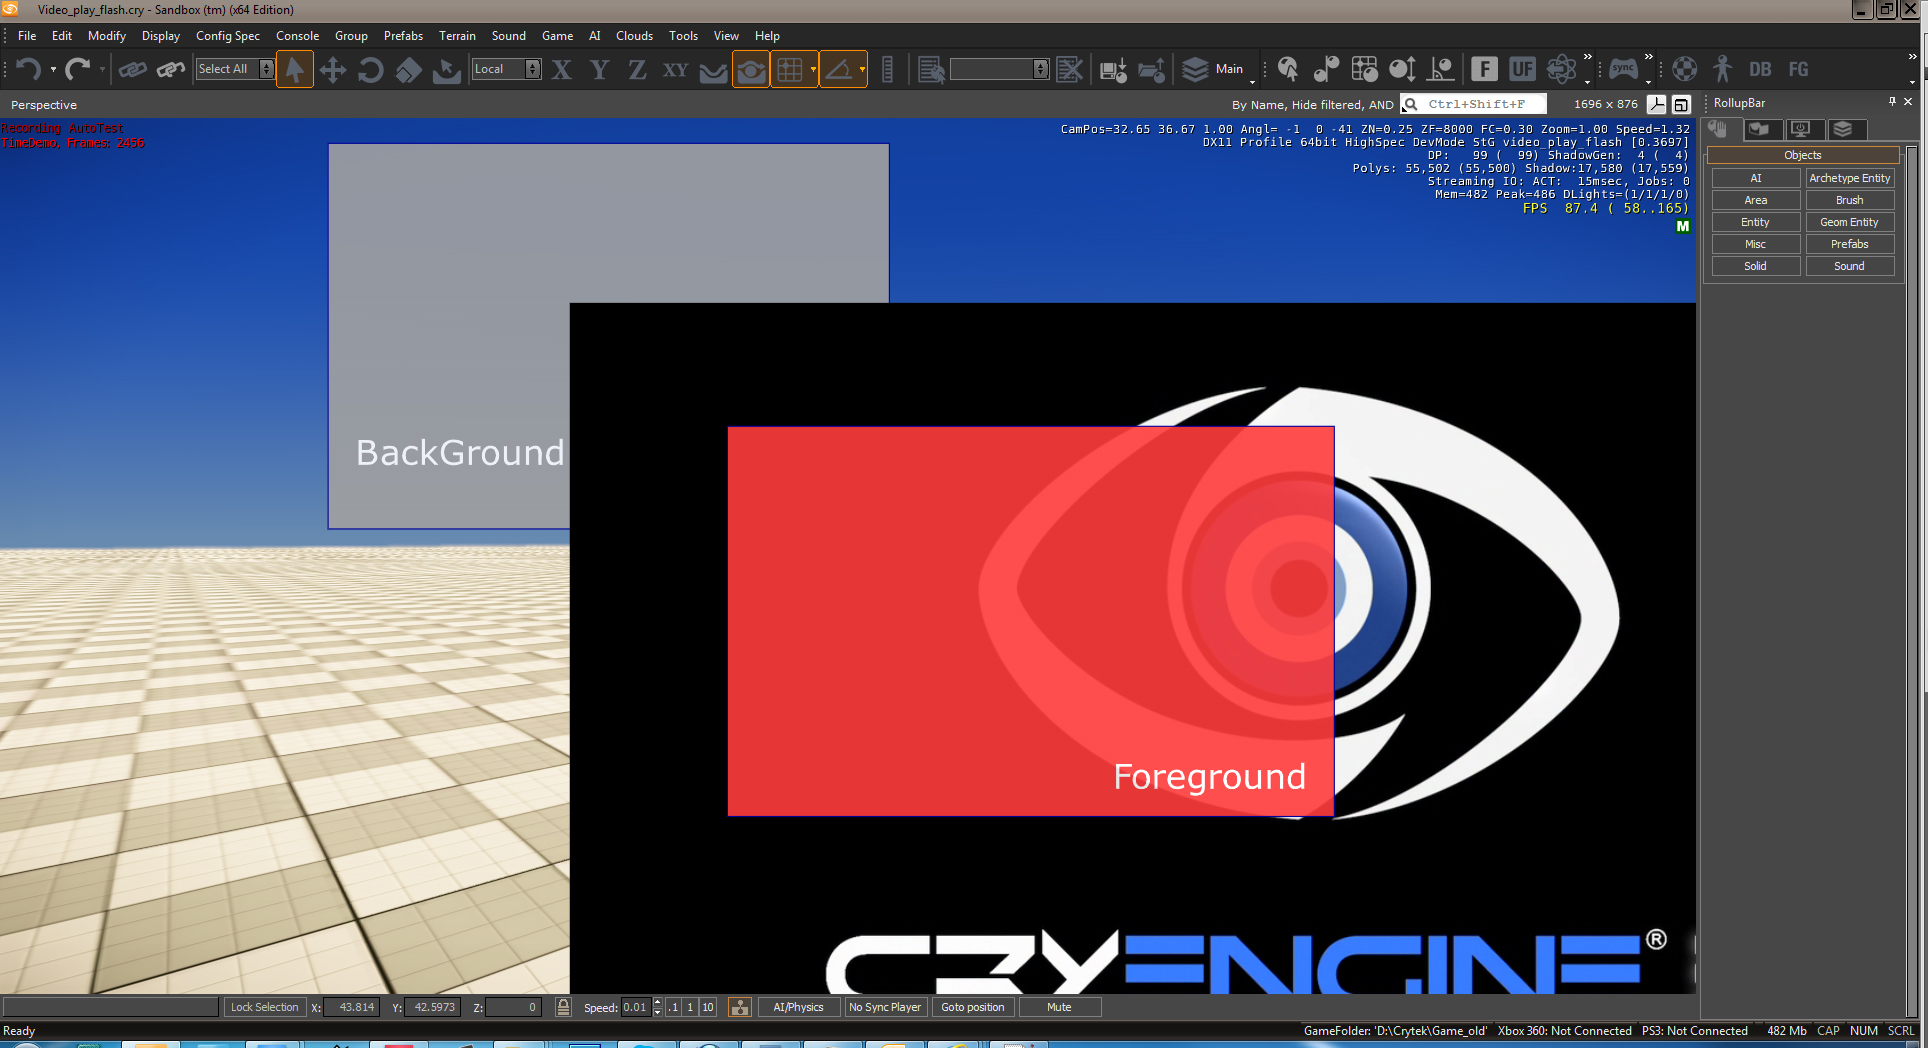 Video_play_flash.cry - Sandbox (tm) (x64 Edition)
File Edit Modify Display Config Spec Console Group Prefabs Terrain Sound Game AI Clouds Tools View Help
Select All Local X Y Z XY Main F UF sync DB FG
Perspective By Name, Hide filtered, AND Ctrl+Shift+F 1696 x 876 RollupBar
Recording AutoTest
TimeDemo, Frames: 2456
CamPos=32.65 36.67 1.00 Angl= -1 0 -41 ZN=0.25 ZF=8000 FC=0.30 Zoom=1.00 Speed=1.32
DX11 Profile 64bit HighSpec DevMode StG video_play_flash [0.3697]
DP: 99 ( 99) ShadowGen: 4 ( 4)
Polys: 55,502 (55,500) Shadow:17,580 (17,559)
Streaming IO: ACT: 15msec, Jobs: 0
Mem=482 Peak=486 DLights=(1/1/1/0)
FPS 87.4 ( 58..165)
M
Objects
AI Archetype Entity
Area Brush
Entity Geom Entity
Misc Prefabs
Solid Sound
BackGround
Foreground
CRYENGINE®
Lock Selection X: 43.814 Y: 42.5973 Z: 0 Speed: 0.01 .1 1 10 AI/Physics No Sync Player Goto position Mute
Ready GameFolder: 'D:\Crytek\Game_old' Xbox 360: Not Connected PS3: Not Connected 482 Mb CAP NUM SCRL